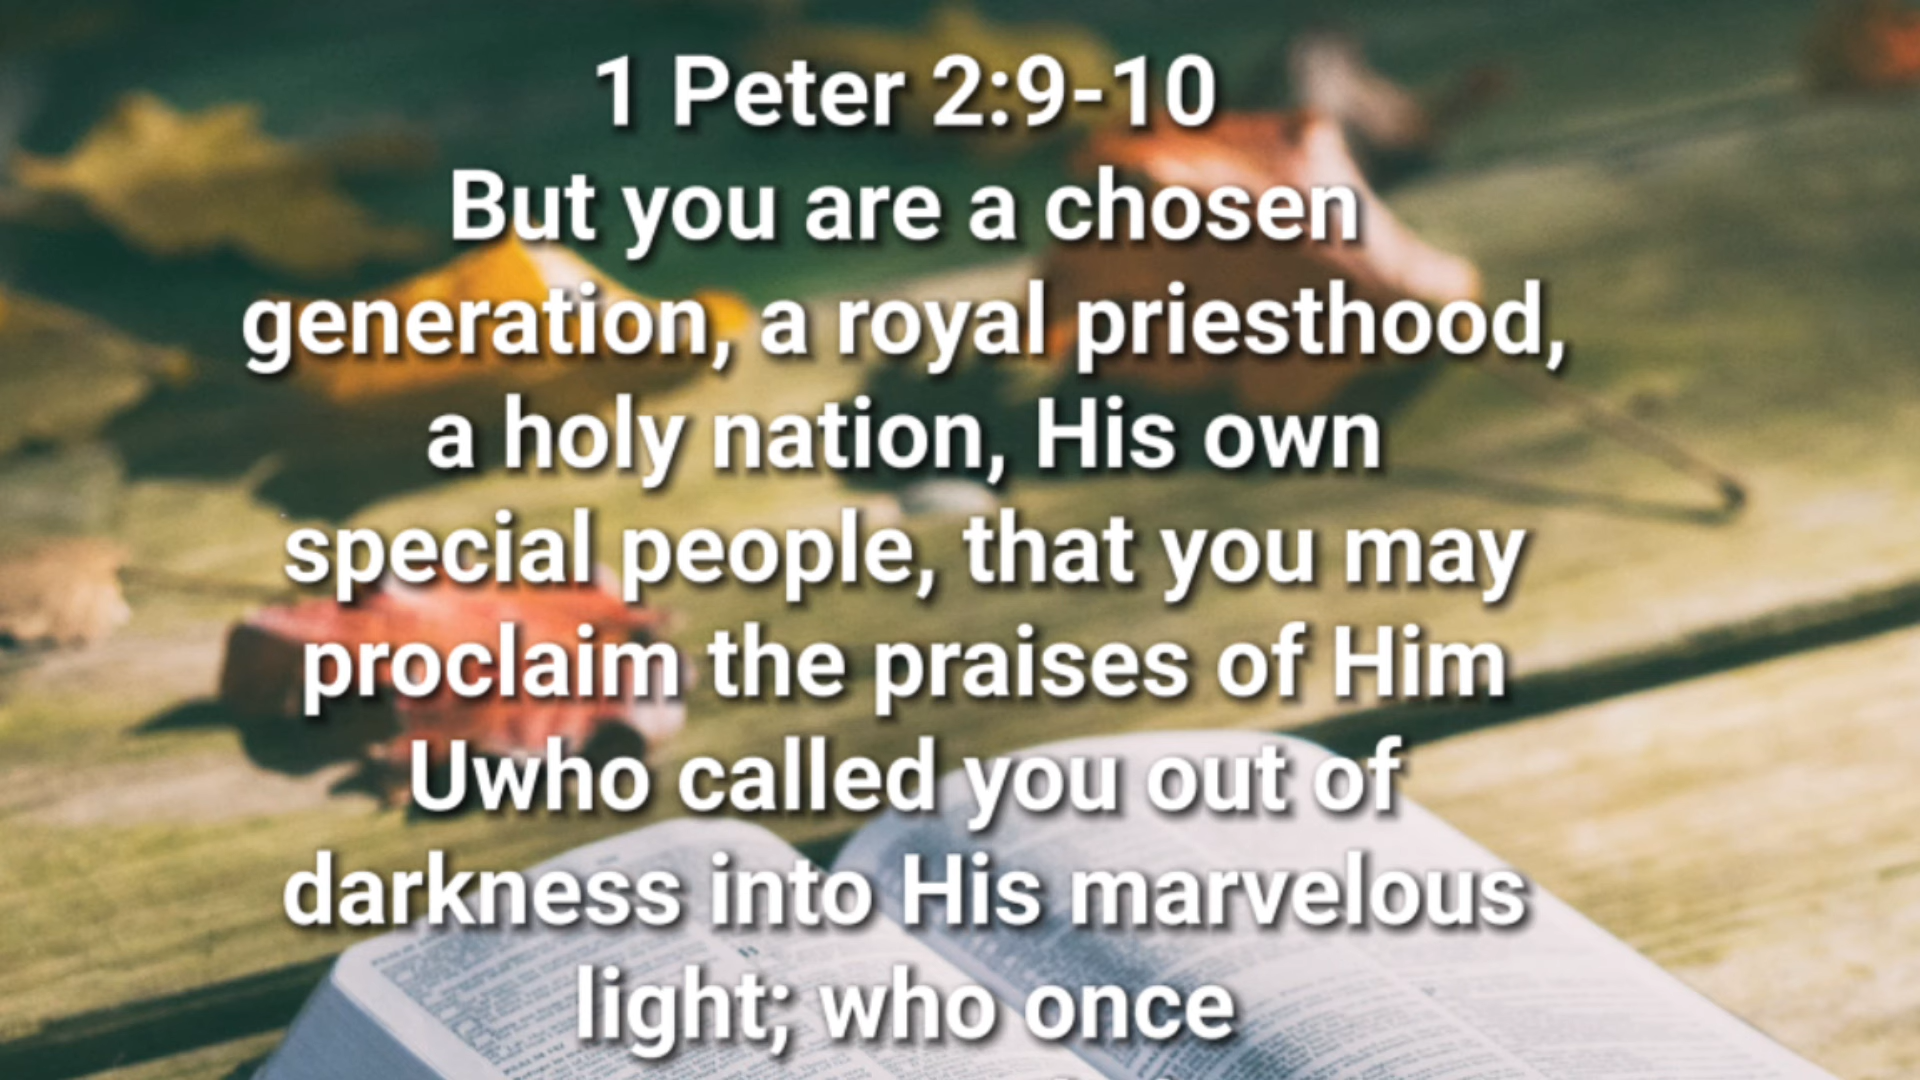 1 Peter 2:9-10
But you are a chosen
generation, a royal priesthood,
a holy nation, His own
special people, that you may
proclaim the praises of Him
Uwho called you out of
darkness into His marvelous
light; who once